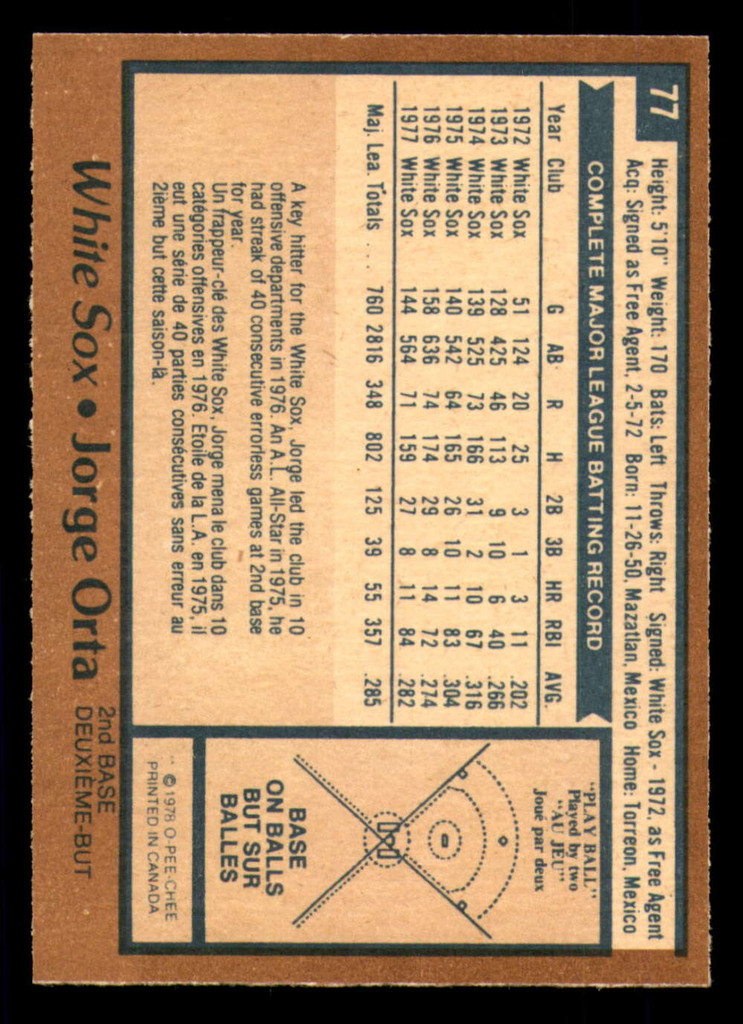 77
Height: 5'10" Weight: 170 Bats: Left Throws: Right Signed: White Sox - 1972, as Free Agent
Acq: Signed as Free Agent, 2-5-72 Born: 11-26-50, Mazatlan, Mexico Home: Torreon, Mexico
COMPLETE MAJOR LEAGUE BATTING RECORD
Year Club G AB R H 2B 3B HR RBI AVG.
1972 White Sox 51 124 20 25 3 1 3 11 .202
1973 White Sox 128 425 46 113 9 10 6 40 .266
1974 White Sox 139 525 73 166 31 2 10 67 .316
1975 White Sox 140 542 64 165 26 10 11 83 .304
1976 White Sox 158 636 74 174 29 8 14 72 .274
1977 White Sox 144 564 71 159 27 8 11 84 .282
Maj. Lea. Totals .... 760 2816 348 802 125 39 55 357 .285
A key hitter for the White Sox, Jorge led the club in 10
offensive departments in 1976. An A.L. All-Star in 1975, he
had streak of 40 consecutive errorless games at 2nd base
for year.
Un frappeur-clé des White Sox, Jorge mena le club dans 10
catégories offensives en 1976. Etoile de la L.A. en 1975, il
eut une série de 40 parties consécutives sans erreur au
2ième but cette saison-là.
"PLAY BALL"
Played by two
"AU JEU"
Joué par deux
BASE
ON BALLS
BUT SUR
BALLES
** © 1978 O-PEE-CHEE
PRINTED IN CANADA
White Sox • Jorge Orta
2nd BASE
DEUXIÈME-BUT